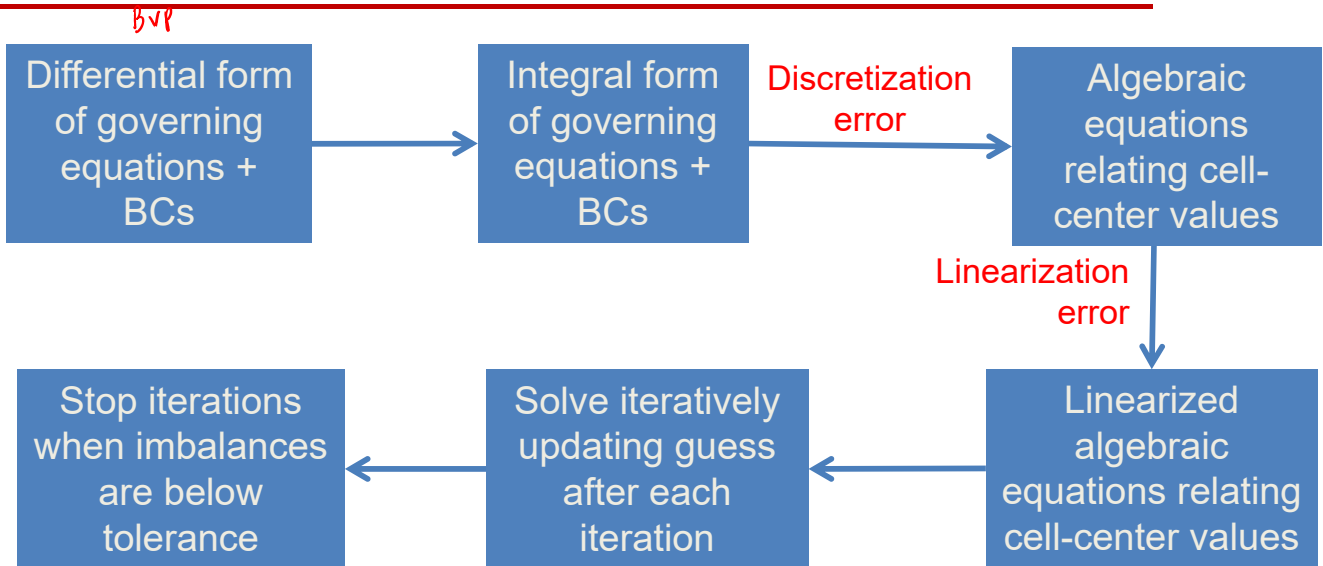 BVP
Differential form
of governing
equations +
BCs
Integral form
of governing
equations +
BCs
Discretization
error
Algebraic
equations
relating cell-
center values
Linearization
error
Linearized
algebraic
equations relating
cell-center values
Solve iteratively
updating guess
after each
iteration
Stop iterations
when imbalances
are below
tolerance